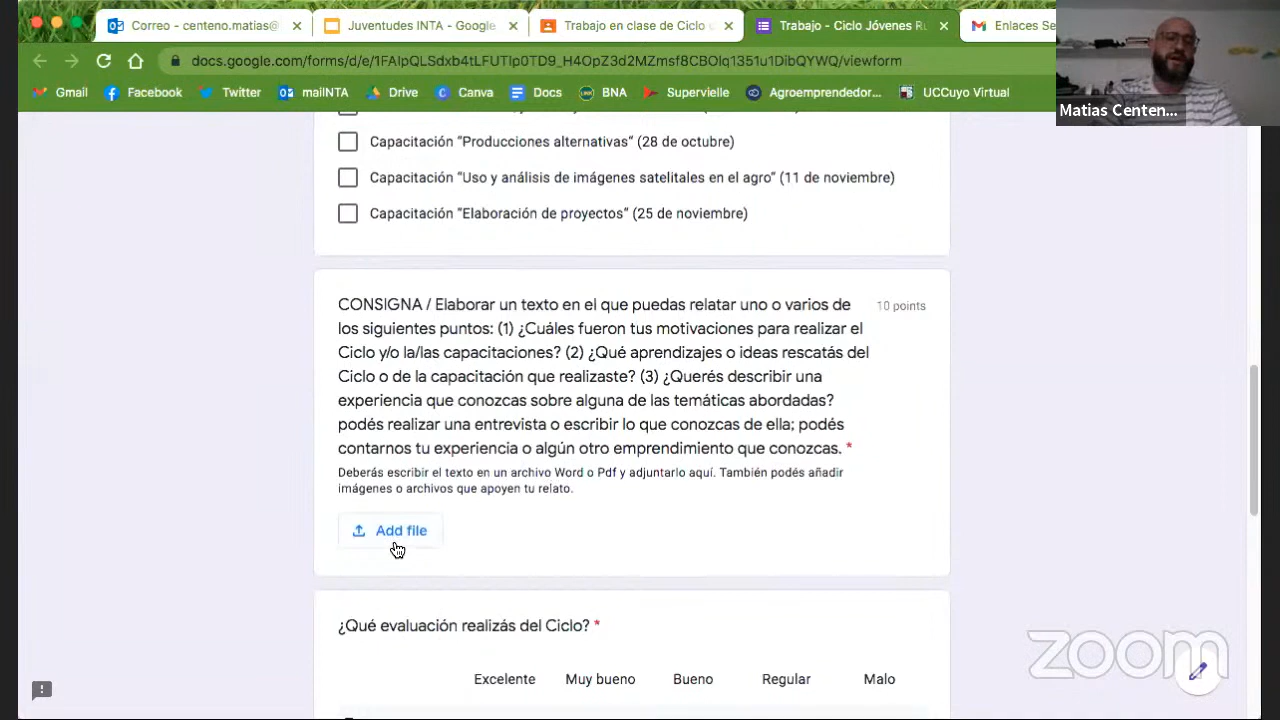 Correo - centeno.matias@
Juventudes INTA - Google
Trabajo en clase de Ciclo
Trabajo - Ciclo Jóvenes Ru
Enlaces Se
docs.google.com/forms/d/e/1FAIpQLSdxb4tLFUTIp0TD9_H4OpZ3d2MZmsf8CBOlq1351u1DibQYWQ/viewform
Gmail
Facebook
Twitter
mailNTA
Drive
Canva
Docs
BNA
Supervielle
Agroemprendedor...
UCCuyo Virtual
Matias Centen...
Capacitación "Producciones alternativas" (28 de octubre)
Capacitación "Uso y análisis de imágenes satelitales en el agro" (11 de noviembre)
Capacitación "Elaboración de proyectos" (25 de noviembre)
CONSIGNA / Elaborar un texto en el que puedas relatar uno o varios de
10 points
los siguientes puntos: (1) ¿Cuáles fueron tus motivaciones para realizar el
Ciclo y/o la/las capacitaciones? (2) ¿Qué aprendizajes o ideas rescatás del
Ciclo o de la capacitación que realizaste? (3) ¿Querés describir una
experiencia que conozcas sobre alguna de las temáticas abordadas?
podés realizar una entrevista o escribir lo que conozcas de ella; podés
contarnos tu experiencia o algún otro emprendimiento que conozcas. *
Deberás escribir el texto en un archivo Word o Pdf y adjuntarlo aquí. También podés añadir
imágenes o archivos que apoyen tu relato.
Add file
¿Qué evaluación realizás del Ciclo? *
Excelente
Muy bueno
Bueno
Regular
Malo
zoom